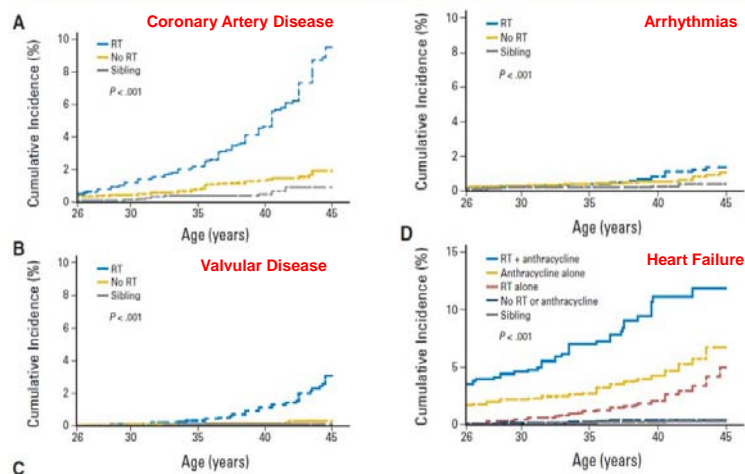 A
Coronary Artery Disease
Cumulative Incidence (%)
10
8
6
4
2
0
RT
No RT
Sibling
P < .001
26
30
35
40
45
Age (years)
Arrhythmias
Cumulative Incidence (%)
10
8
6
4
2
0
RT
No RT
Sibling
P < .001
26
30
35
40
45
Age (years)
B
Valvular Disease
Cumulative Incidence (%)
10
8
6
4
2
0
RT
No RT
Sibling
P < .001
26
30
35
40
45
Age (years)
D
Heart Failure
Cumulative Incidence (%)
15
10
5
0
RT + anthracycline
Anthracycline alone
RT alone
No RT or anthracycline
Sibling
P < .001
26
30
35
40
45
Age (years)
C